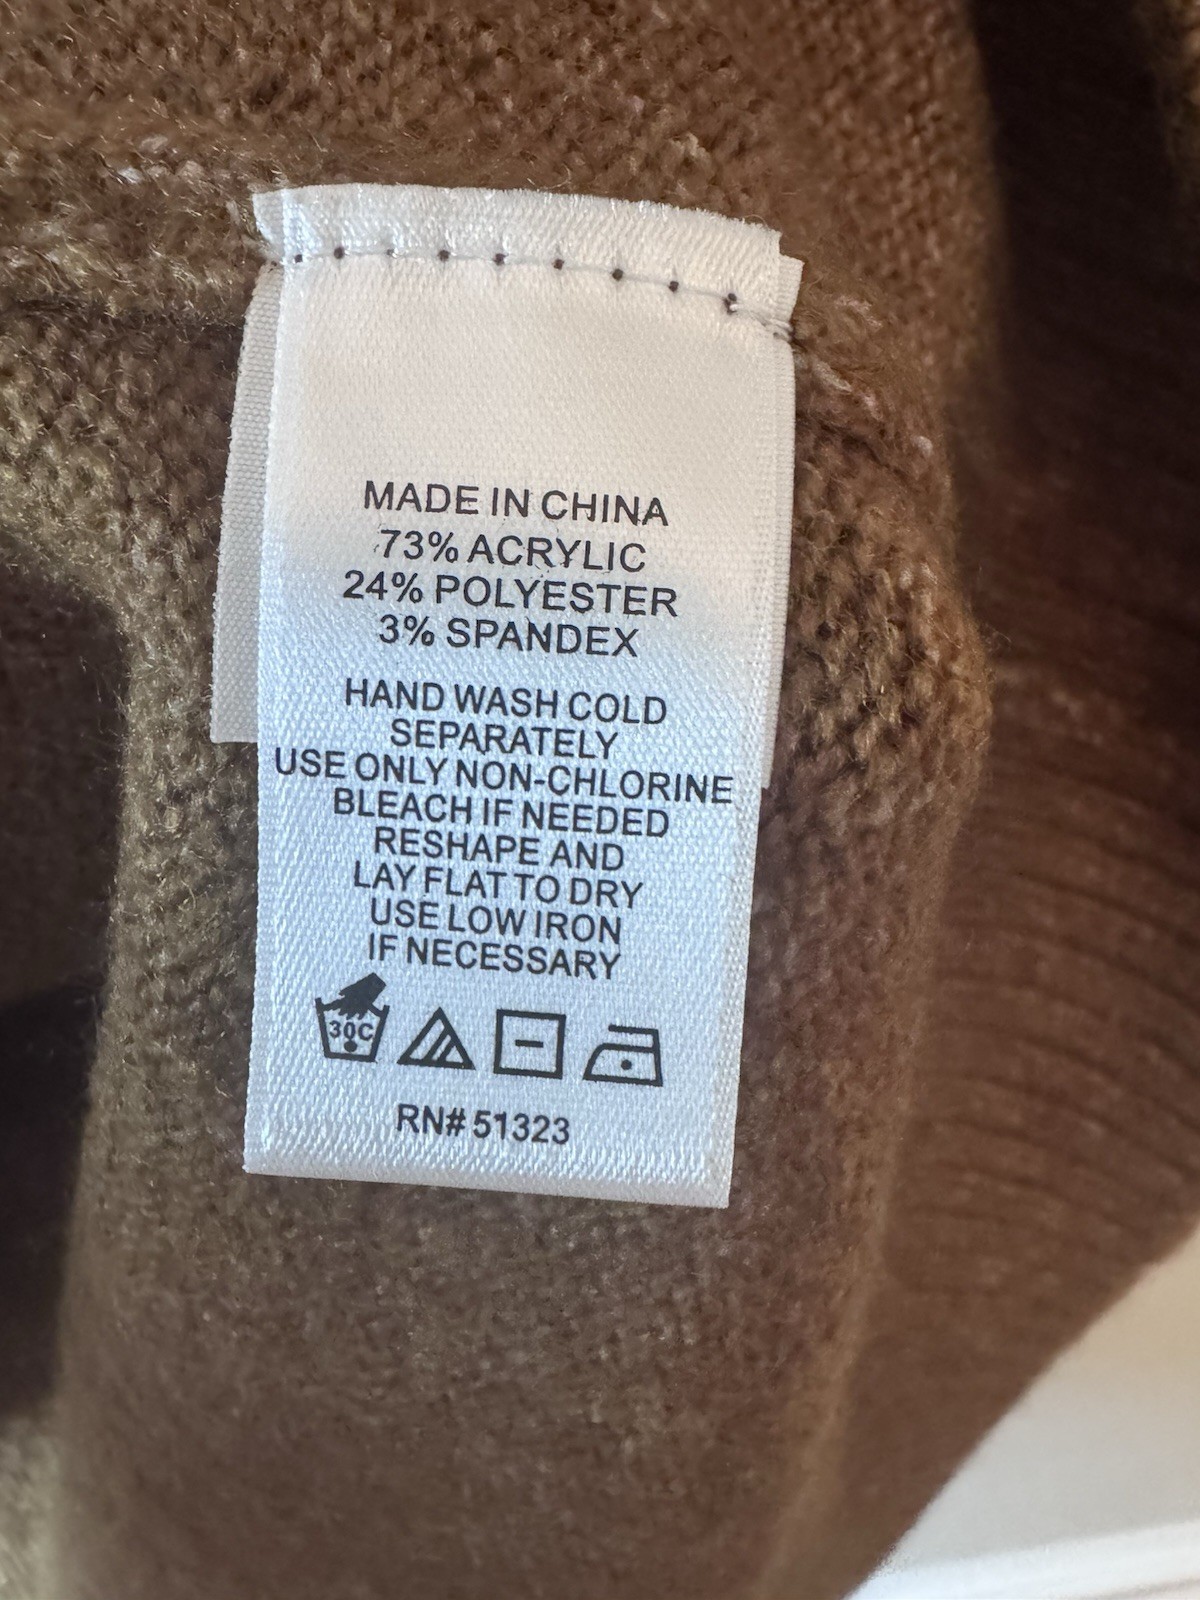 MADE IN CHINA
73% ACRYLIC
24% POLYESTER
3% SPANDEX
HAND WASH COLD
SEPARATELY
USE ONLY NON-CHLORINE
BLEACH IF NEEDED
RESHAPE AND
LAY FLAT TO DRY
USE LOW IRON
IF NECESSARY
30C
RN# 51323